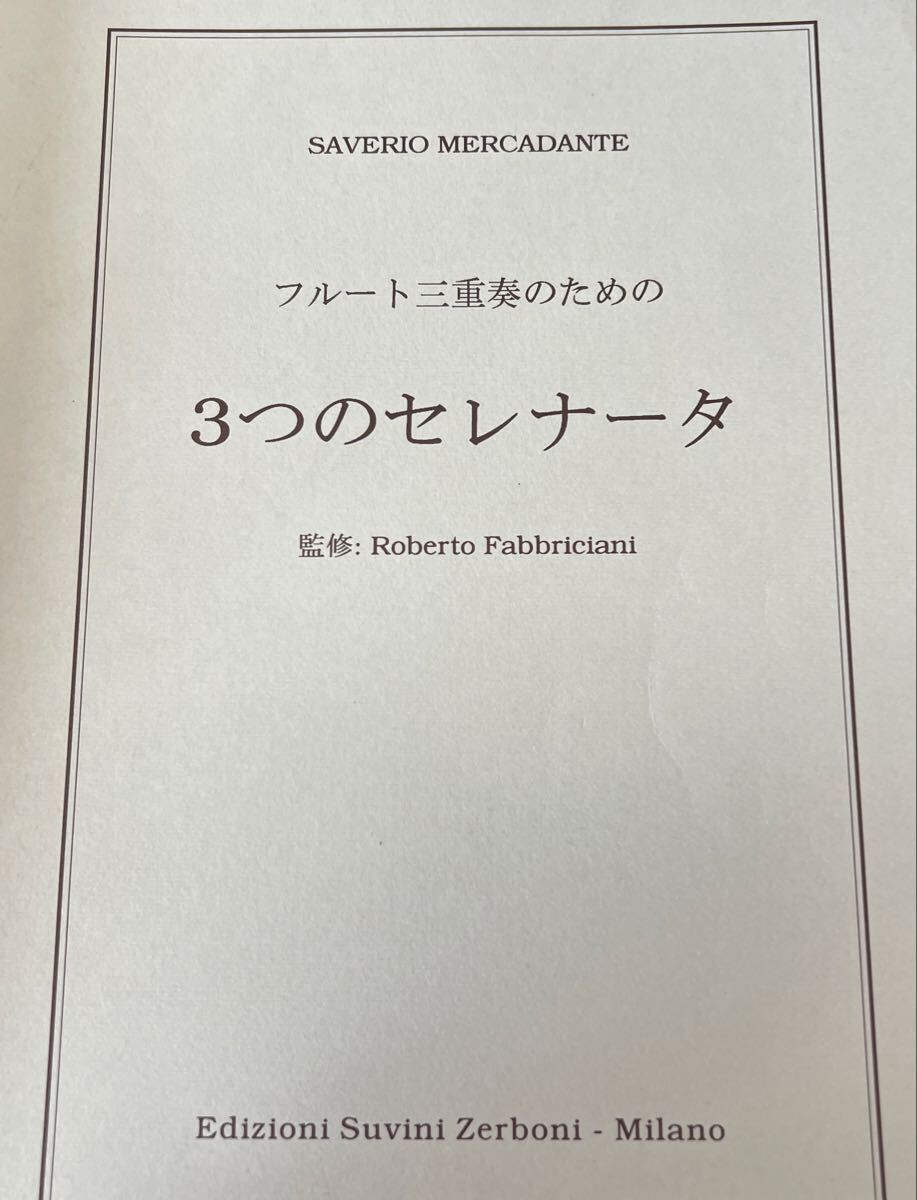 SAVERIO MERCADANTE
フルート三重奏のための
3つのセレナータ
監修: Roberto Fabbriciani
Edizioni Suvini Zerboni - Milano